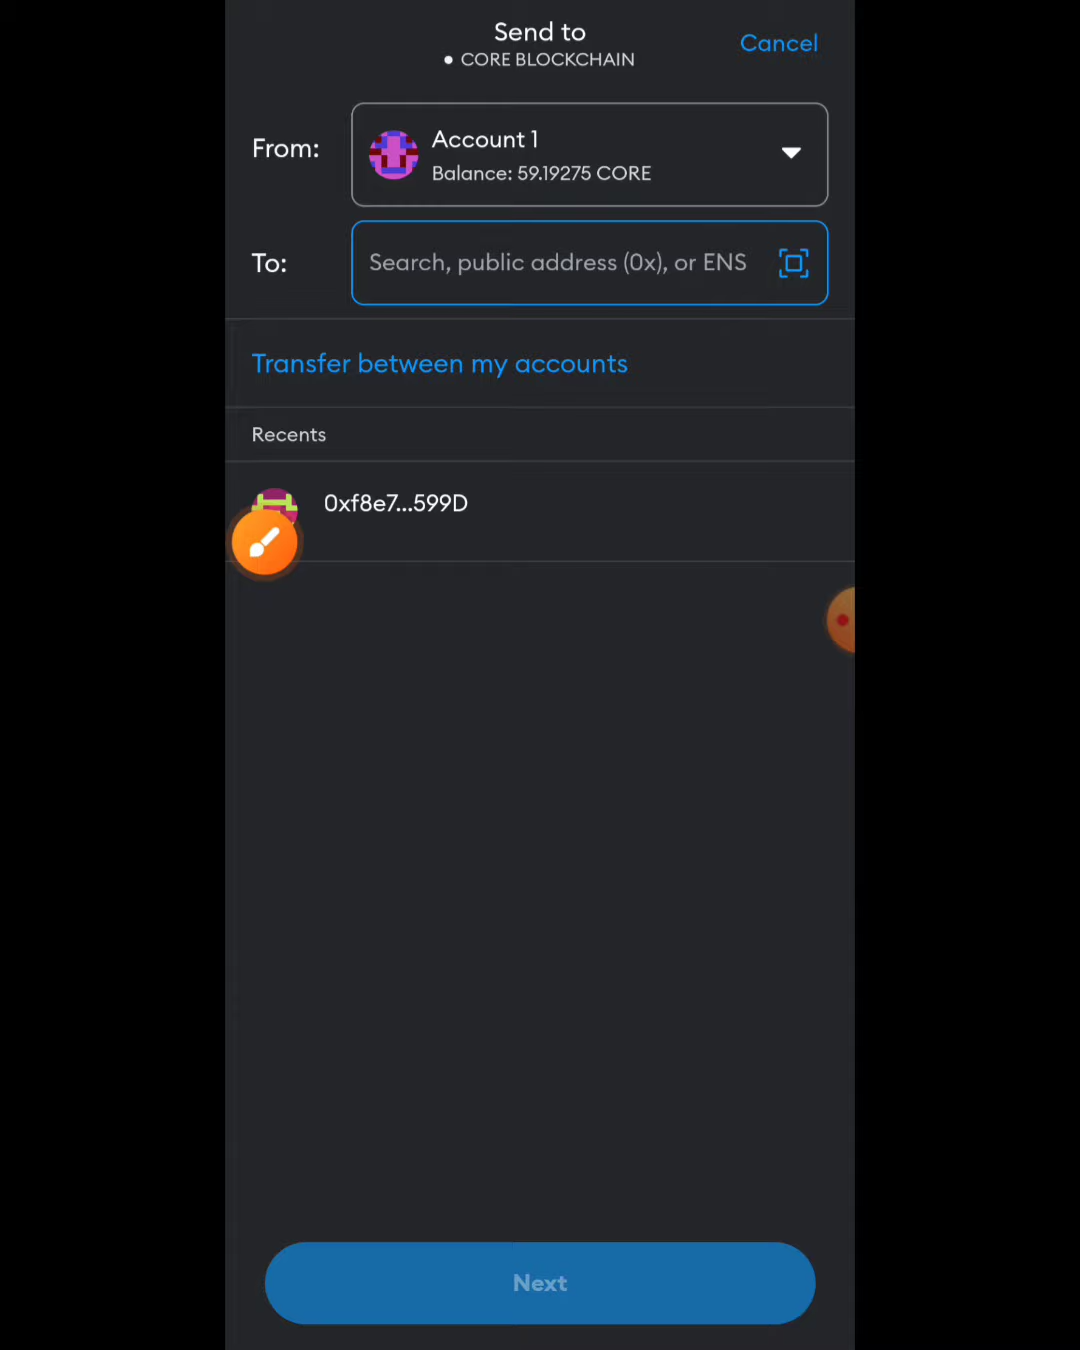 Send to
CORE BLOCKCHAIN
Cancel
From:
Account 1
Balance: 59.19275 CORE
To:
Search, public address (0x), or ENS
Transfer between my accounts
Recents
0xf8e7...599D
Next